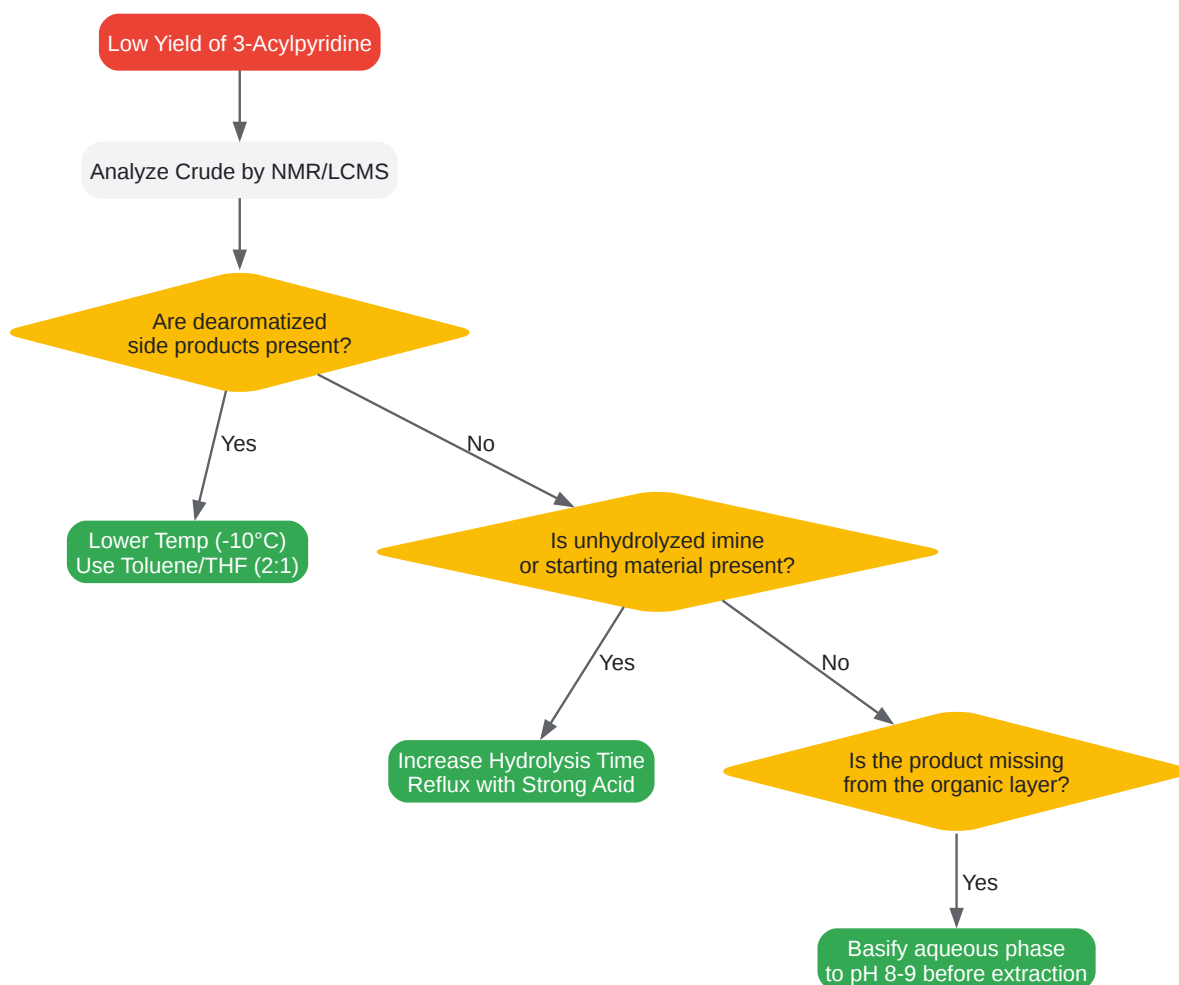 Low Yield of 3-Acylpyridine
Analyze Crude by NMR/LCMS
Are dearomatized
side products present?
Yes
No
Lower Temp (-10°C)
Use Toluene/THF (2:1)
Is unhydrolyzed imine
or starting material present?
Yes
No
Increase Hydrolysis Time
Reflux with Strong Acid
Is the product missing
from the organic layer?
Yes
Basify aqueous phase
to pH 8-9 before extraction